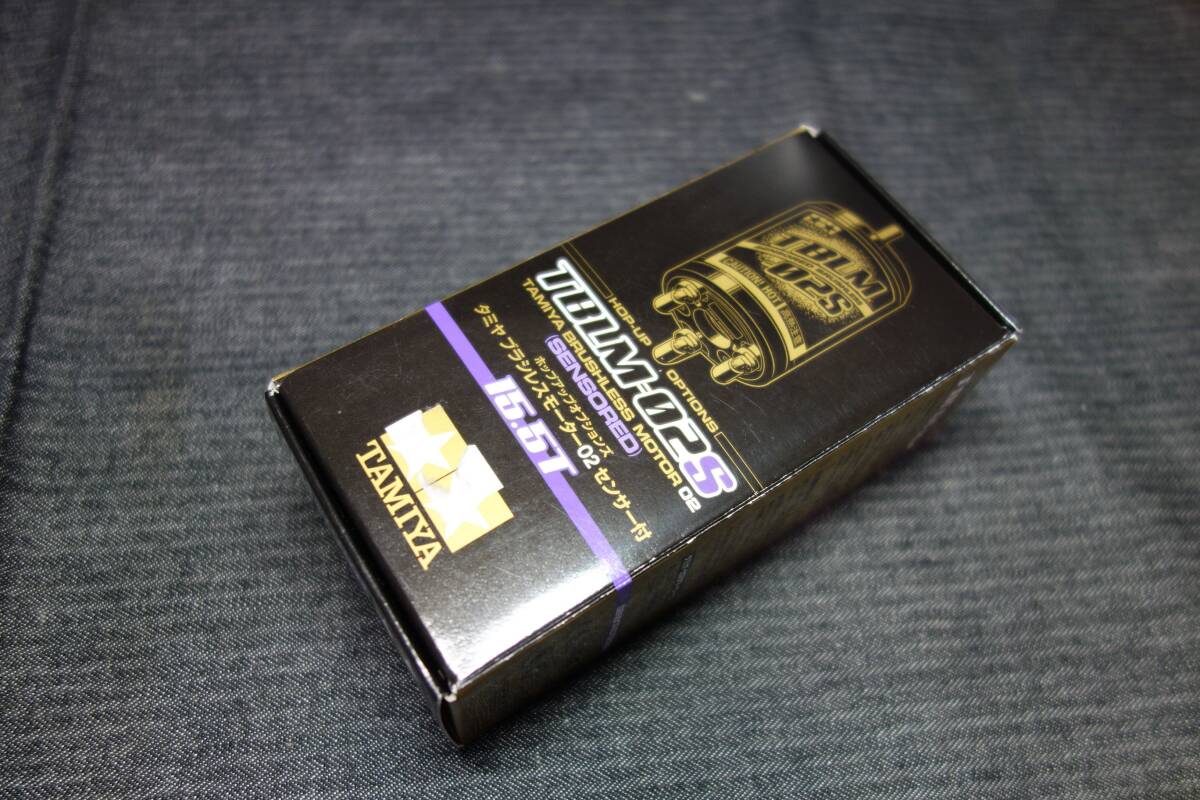 TBLM
02S
HOP-UP OPTIONS
TBLM-02S
TAMIYA BRUSHLESS MOTOR 02
(SENSORED)
ホップアップオプションズ
タミヤ ブラシレスモーター02 センサー付
15.5T
TAMIYA